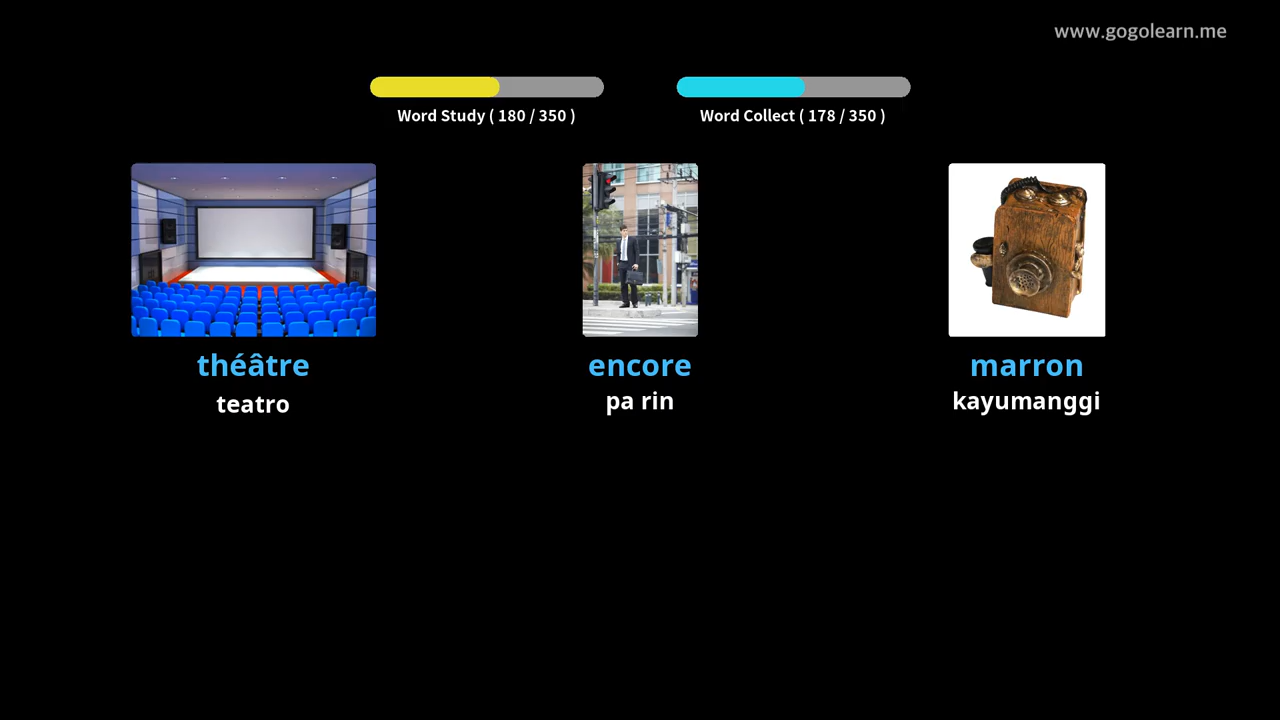 www.gogolearn.me
Word Study ( 180 / 350 )
Word Collect ( 178 / 350 )
théâtre
encore
marron
teatro
pa rin
kayumanggi